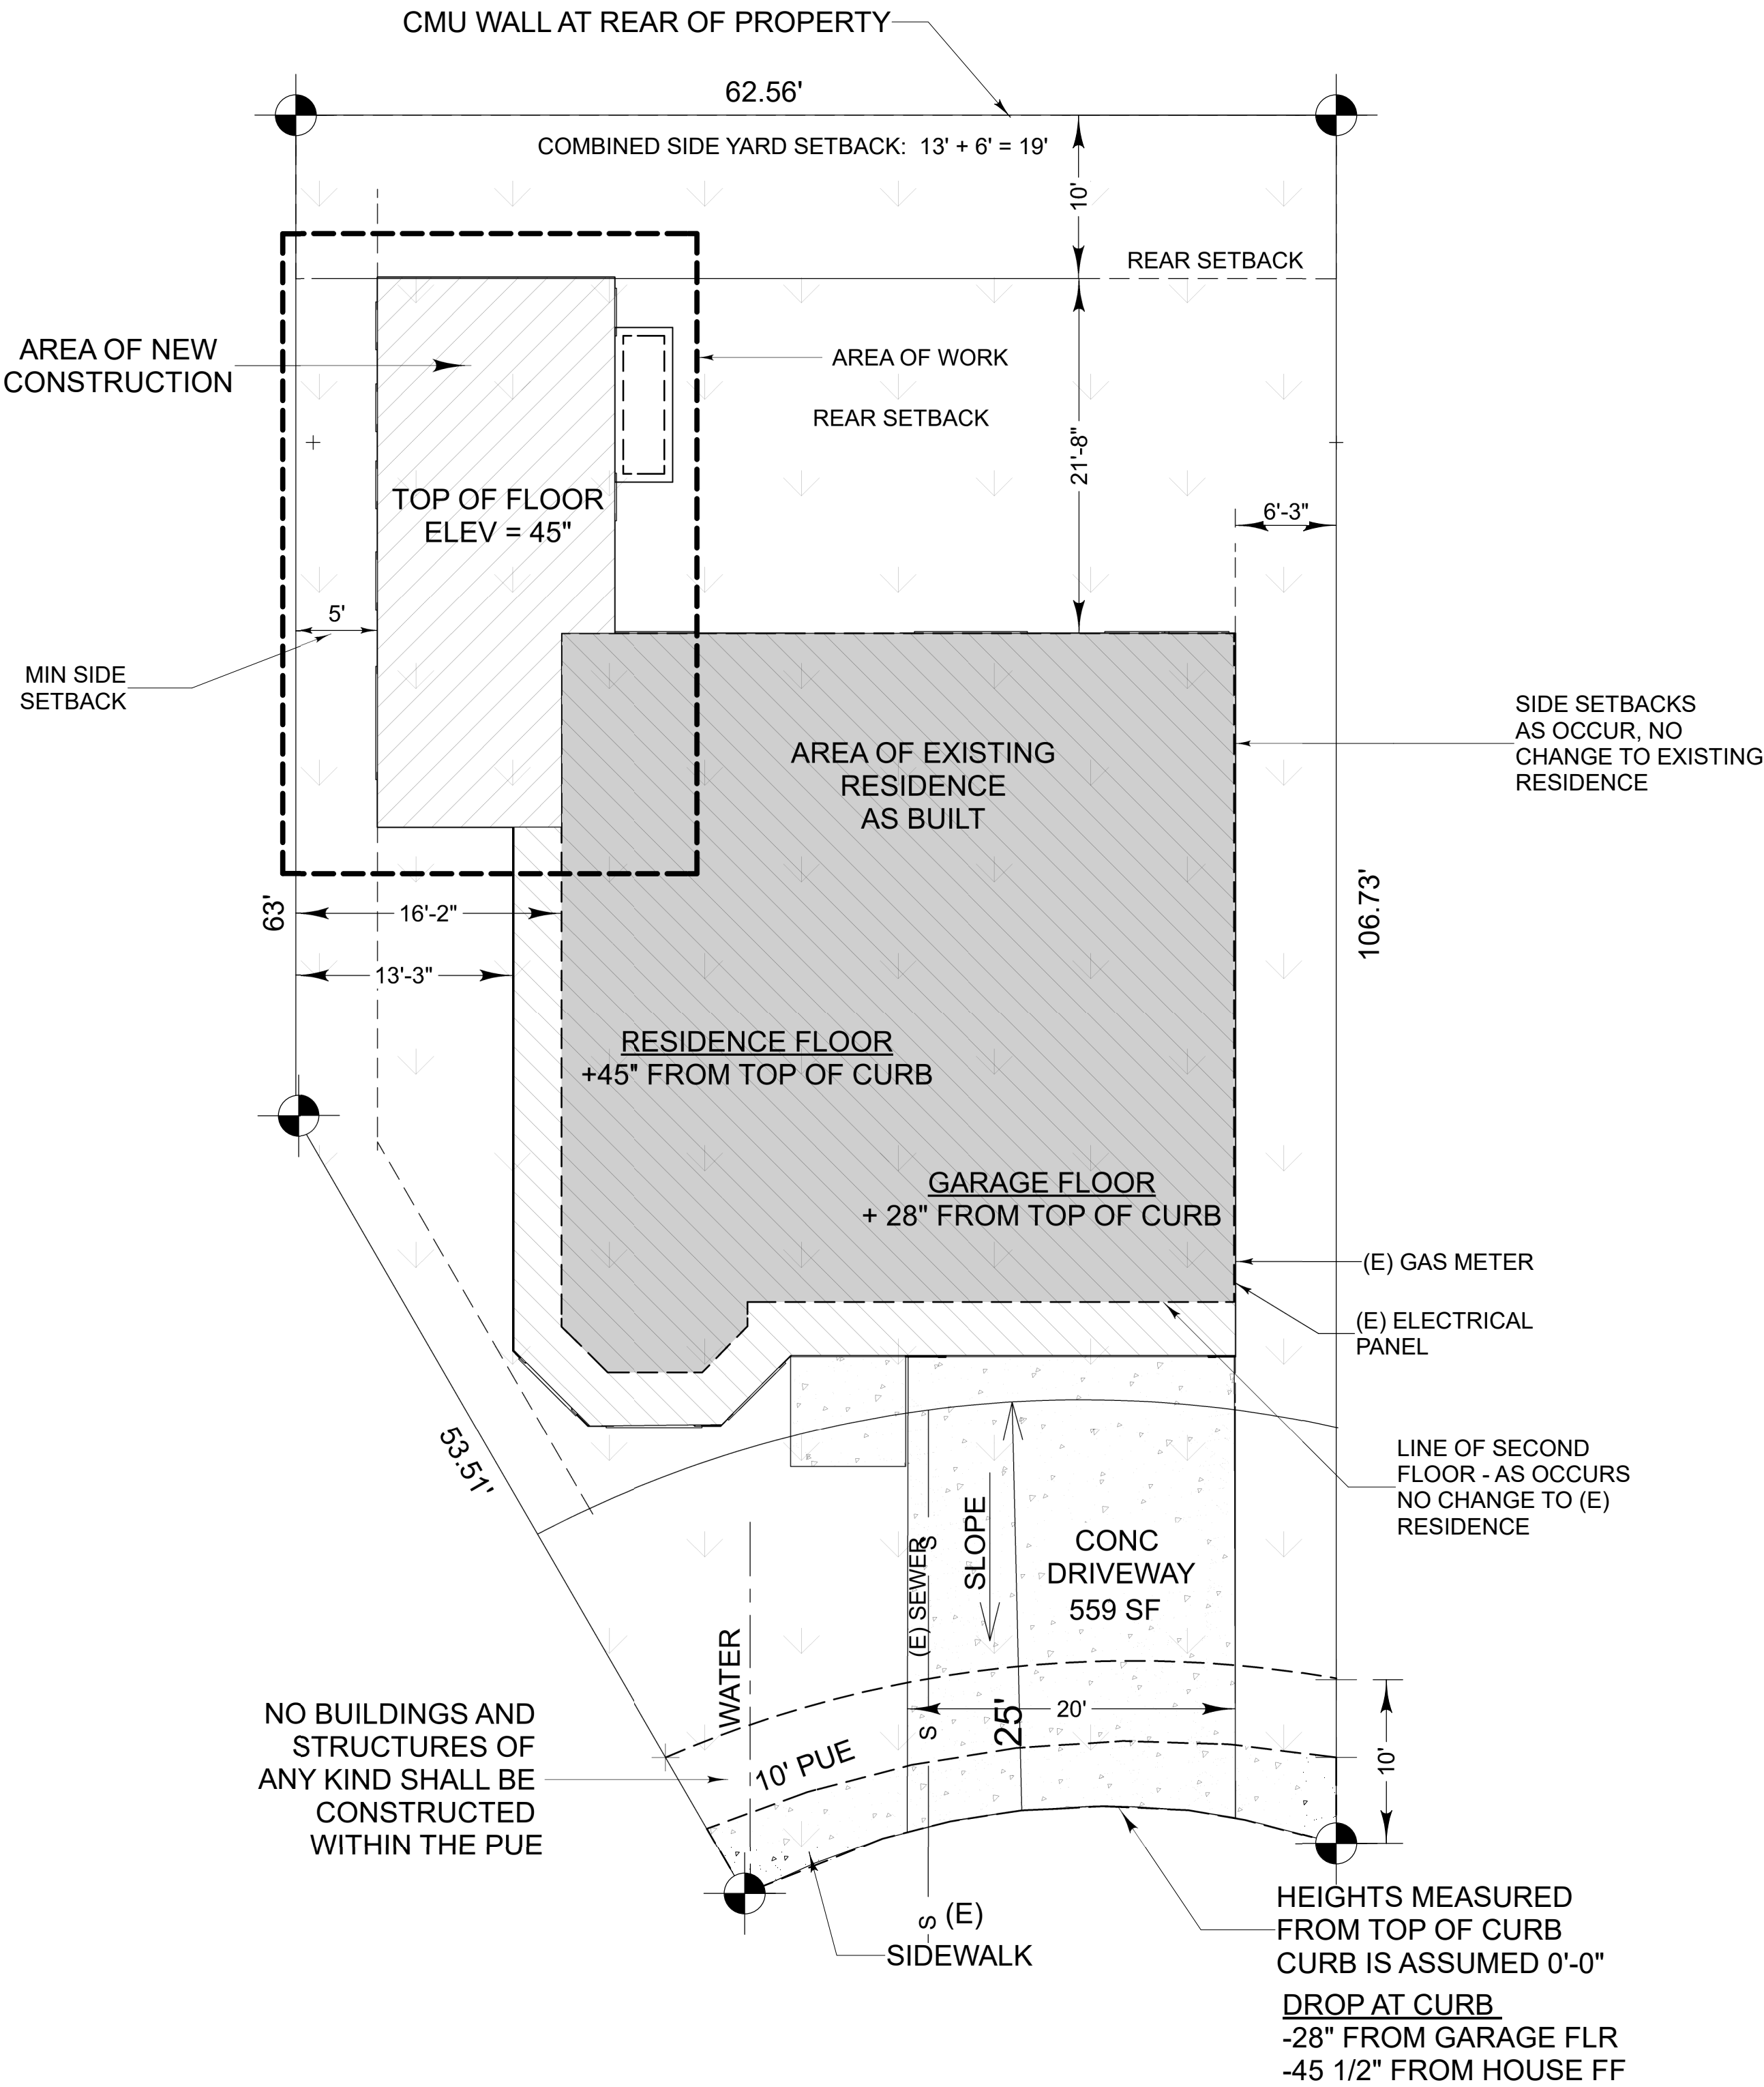 CMU WALL AT REAR OF PROPERTY
62.56'
COMBINED SIDE YARD SETBACK: 13' + 6' = 19'
10'
REAR SETBACK
AREA OF NEW
CONSTRUCTION
AREA OF WORK
REAR SETBACK
21'-8"
TOP OF FLOOR
ELEV = 45"
6'-3"
5'
MIN SIDE
SETBACK
SIDE SETBACKS
AS OCCUR, NO
CHANGE TO EXISTING
RESIDENCE
AREA OF EXISTING
RESIDENCE
AS BUILT
63'
16'-2"
106.73'
13'-3"
RESIDENCE FLOOR
+45" FROM TOP OF CURB
GARAGE FLOOR
+ 28" FROM TOP OF CURB
(E) GAS METER
(E) ELECTRICAL
PANEL
53.51'
LINE OF SECOND
FLOOR - AS OCCURS
NO CHANGE TO (E)
RESIDENCE
S
(E) SEWER
SLOPE
CONC
DRIVEWAY
559 SF
WATER
NO BUILDINGS AND
STRUCTURES OF
ANY KIND SHALL BE
CONSTRUCTED
WITHIN THE PUE
10' PUE
S
25'
20'
10'
S
(E)
SIDEWALK
HEIGHTS MEASURED
FROM TOP OF CURB
CURB IS ASSUMED 0'-0"
DROP AT CURB
-28" FROM GARAGE FLR
-45 1/2" FROM HOUSE FF